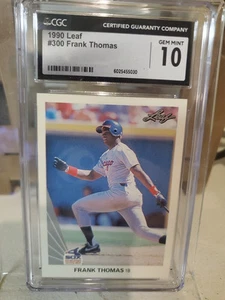 CGC
CERTIFIED GUARANTY COMPANY
1990 Leaf
#300 Frank Thomas
GEM MINT
10
Leaf
FRANK THOMAS 1B